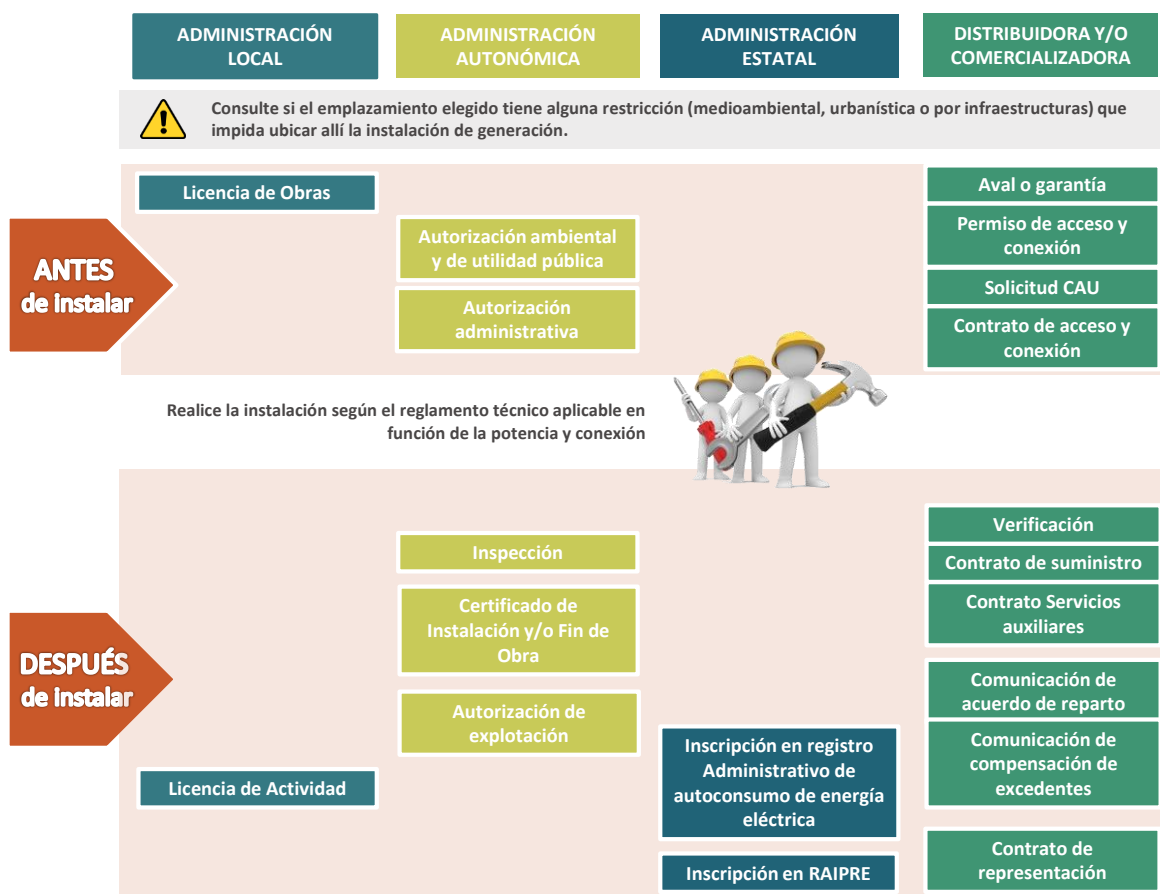 ADMINISTRACIÓN
LOCAL
ADMINISTRACIÓN
AUTONÓMICA
ADMINISTRACIÓN
ESTATAL
DISTRIBUIDORA Y/O
COMERCIALIZADORA
Consulte si el emplazamiento elegido tiene alguna restricción (medioambiental, urbanística o por infraestructuras) que
impida ubicar allí la instalación de generación.
ANTES
de instalar
Licencia de Obras
Autorización ambiental
y de utilidad pública
Autorización
administrativa
Aval o garantía
Permiso de acceso y
conexión
Solicitud CAU
Contrato de acceso y
conexión
Realice la instalación según el reglamento técnico aplicable en
función de la potencia y conexión
DESPUÉS
de instalar
Licencia de Actividad
Inspección
Certificado de
Instalación y/o Fin de
Obra
Autorización de
explotación
Inscripción en registro
Administrativo de
autoconsumo de energía
eléctrica
Inscripción en RAIPRE
Verificación
Contrato de suministro
Contrato Servicios
auxiliares
Comunicación de
acuerdo de reparto
Comunicación de
compensación de
excedentes
Contrato de
representación